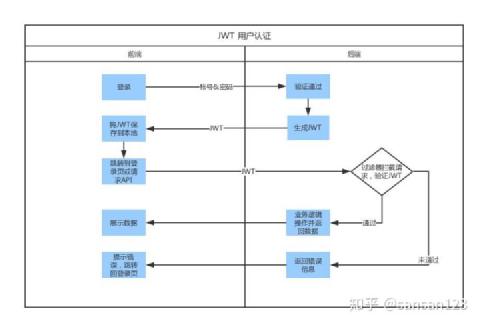 JWT 用户认证
前端
后端
登录
帐号&密码
验证通过
将JWT保
存到本地
JWT
生成JWT
跳转到登
录页或请
求API
JWT
过滤器拦截请
求,验证JWT
展示数据
业务逻辑
操作并返
回数据
通过
提示错
误,跳转
回登录页
返回错误
信息
未通过
知乎 @sansan123